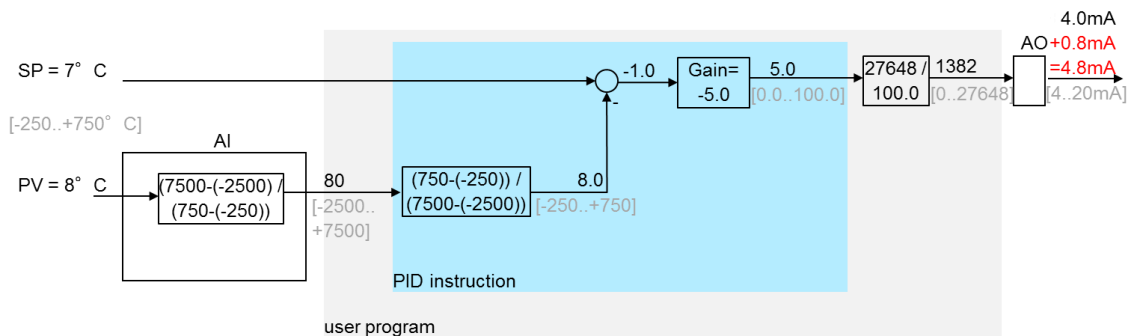 4.0mA
AO +0.8mA
=4.8mA
[4..20mA]
SP = 7° C
[-250..+750° C]
-1.0
-
Gain=
-5.0
5.0
[0.0..100.0]
27648 /
100.0
1382
[0..27648]
AI
PV = 8° C
(7500-(-2500) /
(750-(-250))
80
[-2500..
+7500]
(750-(-250)) /
(7500-(-2500))
8.0
[-250..+750]
PID instruction
user program